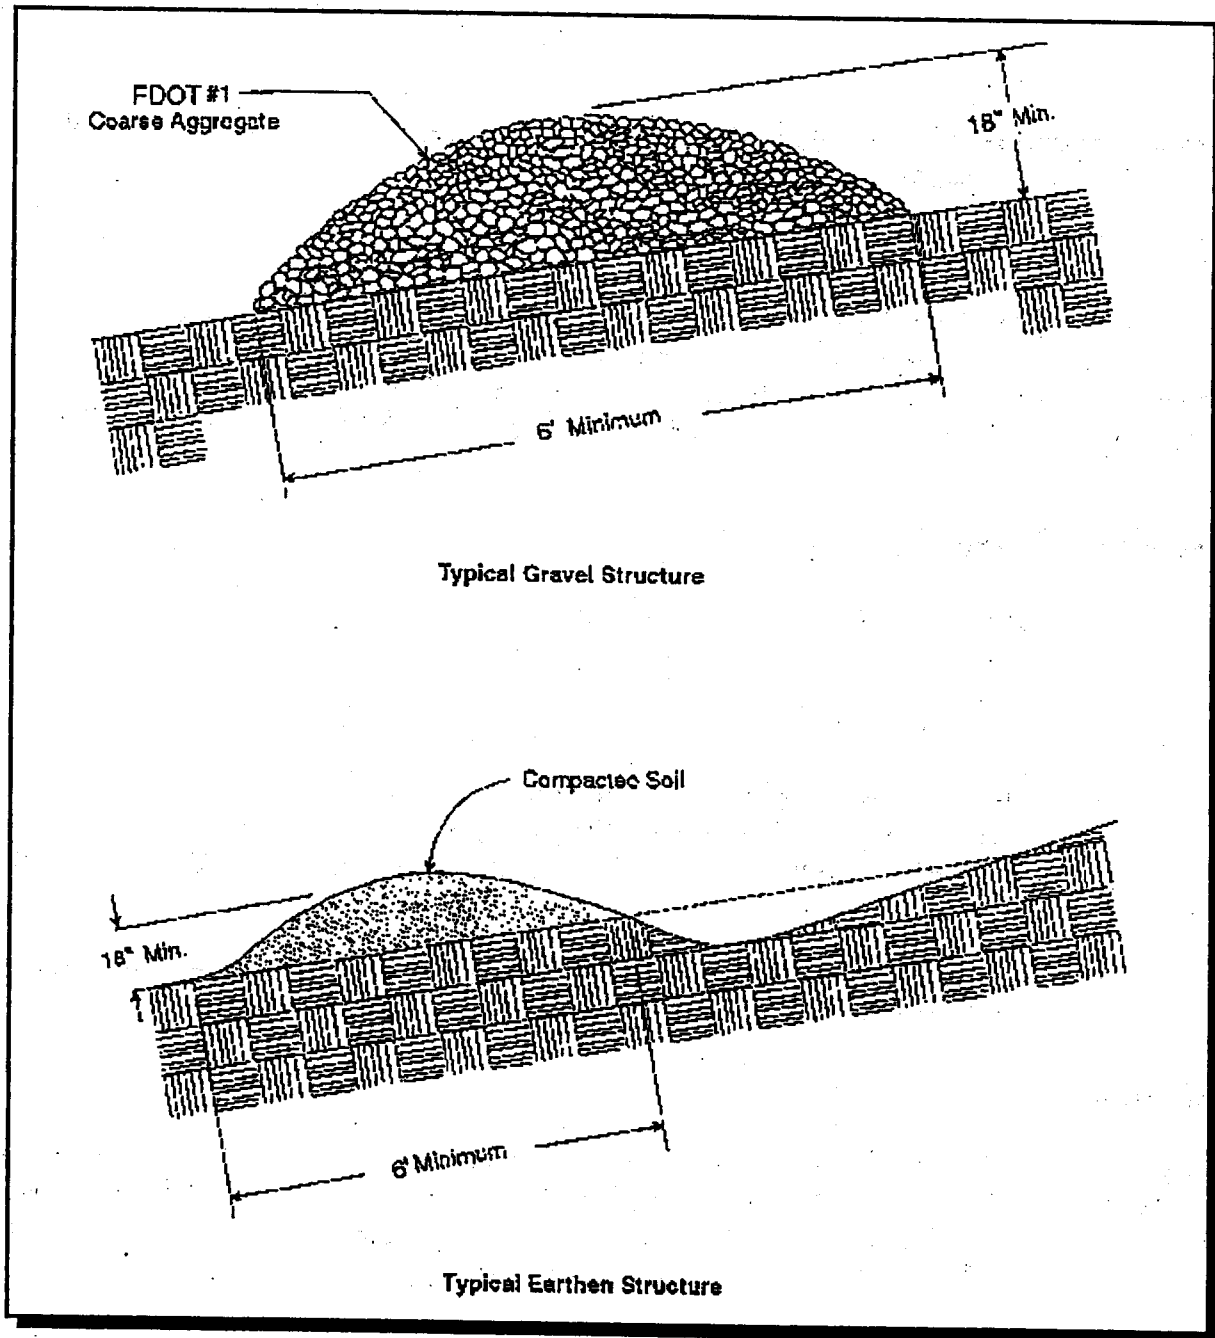 FDOT #1
Coarse Aggregate
18" Min.
6' Minimum
Typical Gravel Structure
Compacted Soil
18" Min.
6' Minimum
Typical Earthen Structure